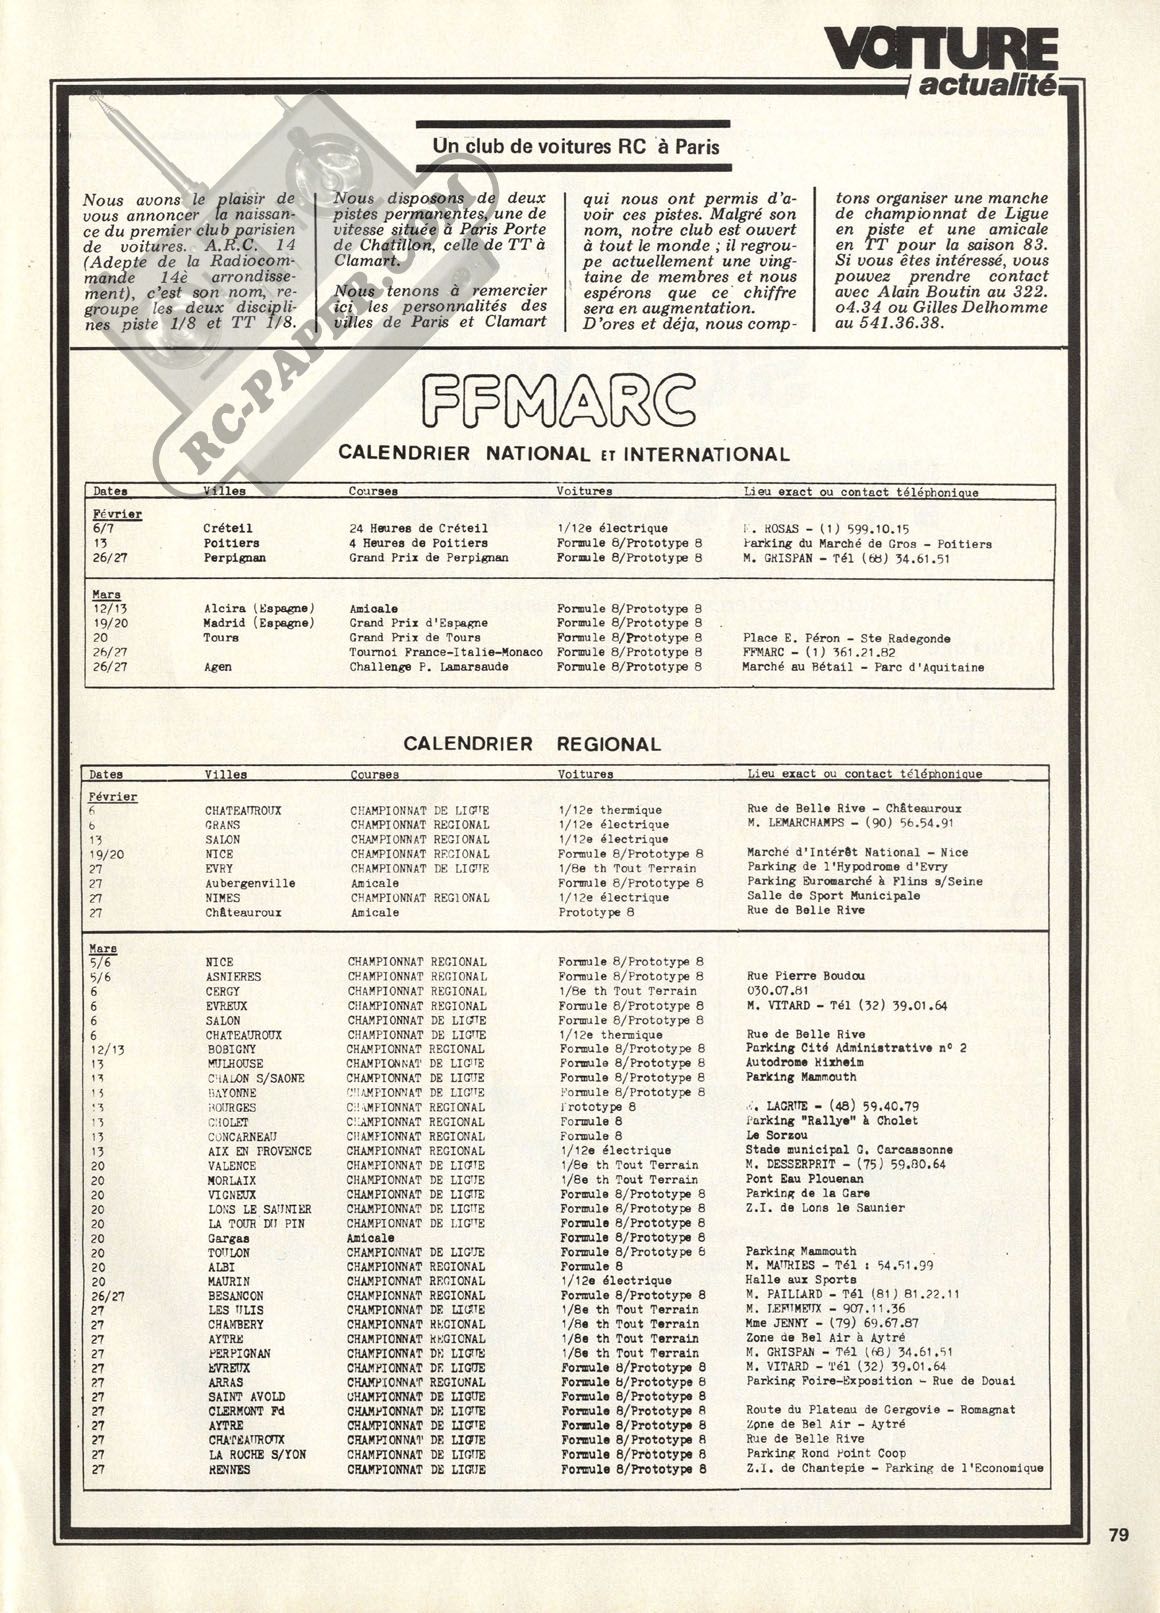 VOITURE
actualité
Un club de voitures RC à Paris
Nous avons le plaisir de
vous annoncer la naissan-
ce du premier club parisien
de voitures. A.R.C. 14
(Adepte de la Radiocom-
mande 14è arrondisse-
ment), c'est son nom, re-
groupe les deux discipli-
nes piste 1/8 et TT 1/8.
Nous disposons de deux
pistes permanentes, une de
vitesse située à Paris Porte
de Chatillon, celle de TT à
Clamart.
Nous tenons à remercier
ici les personnalités des
villes de Paris et Clamart
qui nous ont permis d'a-
voir ces pistes. Malgré son
nom, notre club est ouvert
à tout le monde ; il regrou-
pe actuellement une ving-
taine de membres et nous
espérons que ce chiffre
sera en augmentation.
D'ores et déja, nous comp-
tons organiser une manche
de championnat de Ligue
en piste et une amicale
en TT pour la saison 83.
Si vous êtes intéressé, vous
pouvez prendre contact
avec Alain Boutin au 322.
04.34 ou Gilles Delhomme
au 541.36.38.
RC-PAPER.COM
FFMARC
CALENDRIER NATIONAL ET INTERNATIONAL
Dates Villes Courses Voitures Lieu exact ou contact téléphonique
Février
6/7 Créteil 24 Heures de Créteil 1/12e électrique M. ROSAS - (1) 599.10.15
13 Poitiers 4 Heures de Poitiers Formule 8/Prototype 8 Parking du Marché de Gros - Poitiers
26/27 Perpignan Grand Prix de Perpignan Formule 8/Prototype 8 M. GRISPAN - Tél (68) 34.61.51
Mars
12/13 Alcira (Espagne) Amicale Formule 8/Prototype 8
19/20 Madrid (Espagne) Grand Prix d'Espagne Formule 8/Prototype 8
20 Tours Grand Prix de Tours Formule 8/Prototype 8 Place E. Péron - Ste Radegonde
26/27 Tournoi France-Italie-Monaco Formule 8/Prototype 8 FFMARC - (1) 361.21.82
26/27 Agen Challenge P. Lamarsaude Formule 8/Prototype 8 Marché au Bétail - Parc d'Aquitaine
CALENDRIER REGIONAL
Dates Villes Courses Voitures Lieu exact ou contact téléphonique
Février
6 CHATEAUROUX CHAMPIONNAT DE LIGUE 1/12e thermique Rue de Belle Rive - Châteauroux
6 GRANS CHAMPIONNAT REGIONAL 1/12e électrique M. LEMARCHAMPS - (90) 56.54.91
13 SALON CHAMPIONNAT REGIONAL 1/12e électrique
19/20 NICE CHAMPIONNAT REGIONAL Formule 8/Prototype 8 Marché d'Intérêt National - Nice
27 EVRY CHAMPIONNAT DE LIGUE 1/8e th Tout Terrain Parking de l'Hypodrome d'Evry
27 Aubergenville Amicale Formule 8/Prototype 8 Parking Euromarché à Flins s/Seine
27 NIMES CHAMPIONNAT REGIONAL 1/12e électrique Salle de Sport Municipale
27 Châteauroux Amicale Prototype 8 Rue de Belle Rive
Mars
5/6 NICE CHAMPIONNAT REGIONAL Formule 8/Prototype 8
5/6 ASNIERES CHAMPIONNAT REGIONAL Formule 8/Prototype 8 Rue Pierre Boudou
6 CERGY CHAMPIONNAT REGIONAL 1/8e th Tout Terrain 030.07.81
6 EVREUX CHAMPIONNAT REGIONAL Formule 8/Prototype 8 M. VITARD - Tél (32) 39.01.64
6 SALON CHAMPIONNAT DE LIGUE Formule 8/Prototype 8
6 CHATEAUROUX CHAMPIONNAT DE LIGUE 1/12e thermique Rue de Belle Rive
12/13 BOBIGNY CHAMPIONNAT REGIONAL Formule 8/Prototype 8 Parking Cité Administrative n° 2
13 MULHOUSE CHAMPIONNAT DE LIGUE Formule 8/Prototype 8 Autodrome Rixheim
13 CHALON S/SAONE CHAMPIONNAT DE LIGUE Formule 8/Prototype 8 Parking Mammouth
13 BAYONNE CHAMPIONNAT DE LIGUE Formule 8/Prototype 8
13 BOURGES CHAMPIONNAT REGIONAL Prototype 8 M. LAGRUE - (48) 59.40.79
13 CHOLET CHAMPIONNAT REGIONAL Formule 8 Parking "Rallye" à Cholet
13 CONCARNEAU CHAMPIONNAT REGIONAL Formule 8 Le Sorzou
13 AIX EN PROVENCE CHAMPIONNAT REGIONAL 1/12e électrique Stade municipal G. Carcassonne
20 VALENCE CHAMPIONNAT DE LIGUE 1/8e th Tout Terrain M. DESSERPRIT - (75) 59.80.64
20 MORLAIX CHAMPIONNAT DE LIGUE 1/8e th Tout Terrain Pont Eau Plouenan
20 VIGNEUX CHAMPIONNAT DE LIGUE Formule 8/Prototype 8 Parking de la Gare
20 LONS LE SAUNIER CHAMPIONNAT DE LIGUE Formule 8/Prototype 8 Z.I. de Lons le Saunier
20 LA TOUR DU PIN CHAMPIONNAT DE LIGUE Formule 8/Prototype 8
20 Gargas Amicale Formule 8/Prototype 8
20 TOULON CHAMPIONNAT DE LIGUE Formule 8/Prototype 8 Parking Mammouth
20 ALBI CHAMPIONNAT REGIONAL Formule 8 M. MAURIES - Tél : 54.51.99
20 MAURIN CHAMPIONNAT REGIONAL 1/12e électrique Halle aux Sports
26/27 BESANCON CHAMPIONNAT REGIONAL Formule 8/Prototype 8 M. PAILLARD - Tél (81) 81.22.11
27 LES ULIS CHAMPIONNAT DE LIGUE 1/8e th Tout Terrain M. LEFUMEUX - 907.11.36
27 CHAMBERY CHAMPIONNAT REGIONAL 1/8e th Tout Terrain Mme JENNY - (79) 69.67.87
27 AYTRE CHAMPIONNAT REGIONAL 1/8e th Tout Terrain Zone de Bel Air à Aytré
27 PERPIGNAN CHAMPIONNAT DE LIGUE 1/8e th Tout Terrain M. GRISPAN - Tél (68) 34.61.51
27 EVREUX CHAMPIONNAT DE LIGUE Formule 8/Prototype 8 M. VITARD - Tél (32) 39.01.64
27 ARRAS CHAMPIONNAT REGIONAL Formule 8/Prototype 8 Parking Foire-Exposition - Rue de Douai
27 SAINT AVOLD CHAMPIONNAT DE LIGUE Formule 8/Prototype 8
27 CLERMONT Fd CHAMPIONNAT DE LIGUE Formule 8/Prototype 8 Route du Plateau de Gergovie - Romagnat
27 AYTRE CHAMPIONNAT DE LIGUE Formule 8/Prototype 8 Zone de Bel Air - Aytré
27 CHATEAUROUX CHAMPIONNAT DE LIGUE Formule 8/Prototype 8 Rue de Belle Rive
27 LA ROCHE S/YON CHAMPIONNAT DE LIGUE Formule 8/Prototype 8 Parking Rond Point Coop
27 RENNES CHAMPIONNAT DE LIGUE Formule 8/Prototype 8 Z.I. de Chantepie - Parking de l'Economique
79